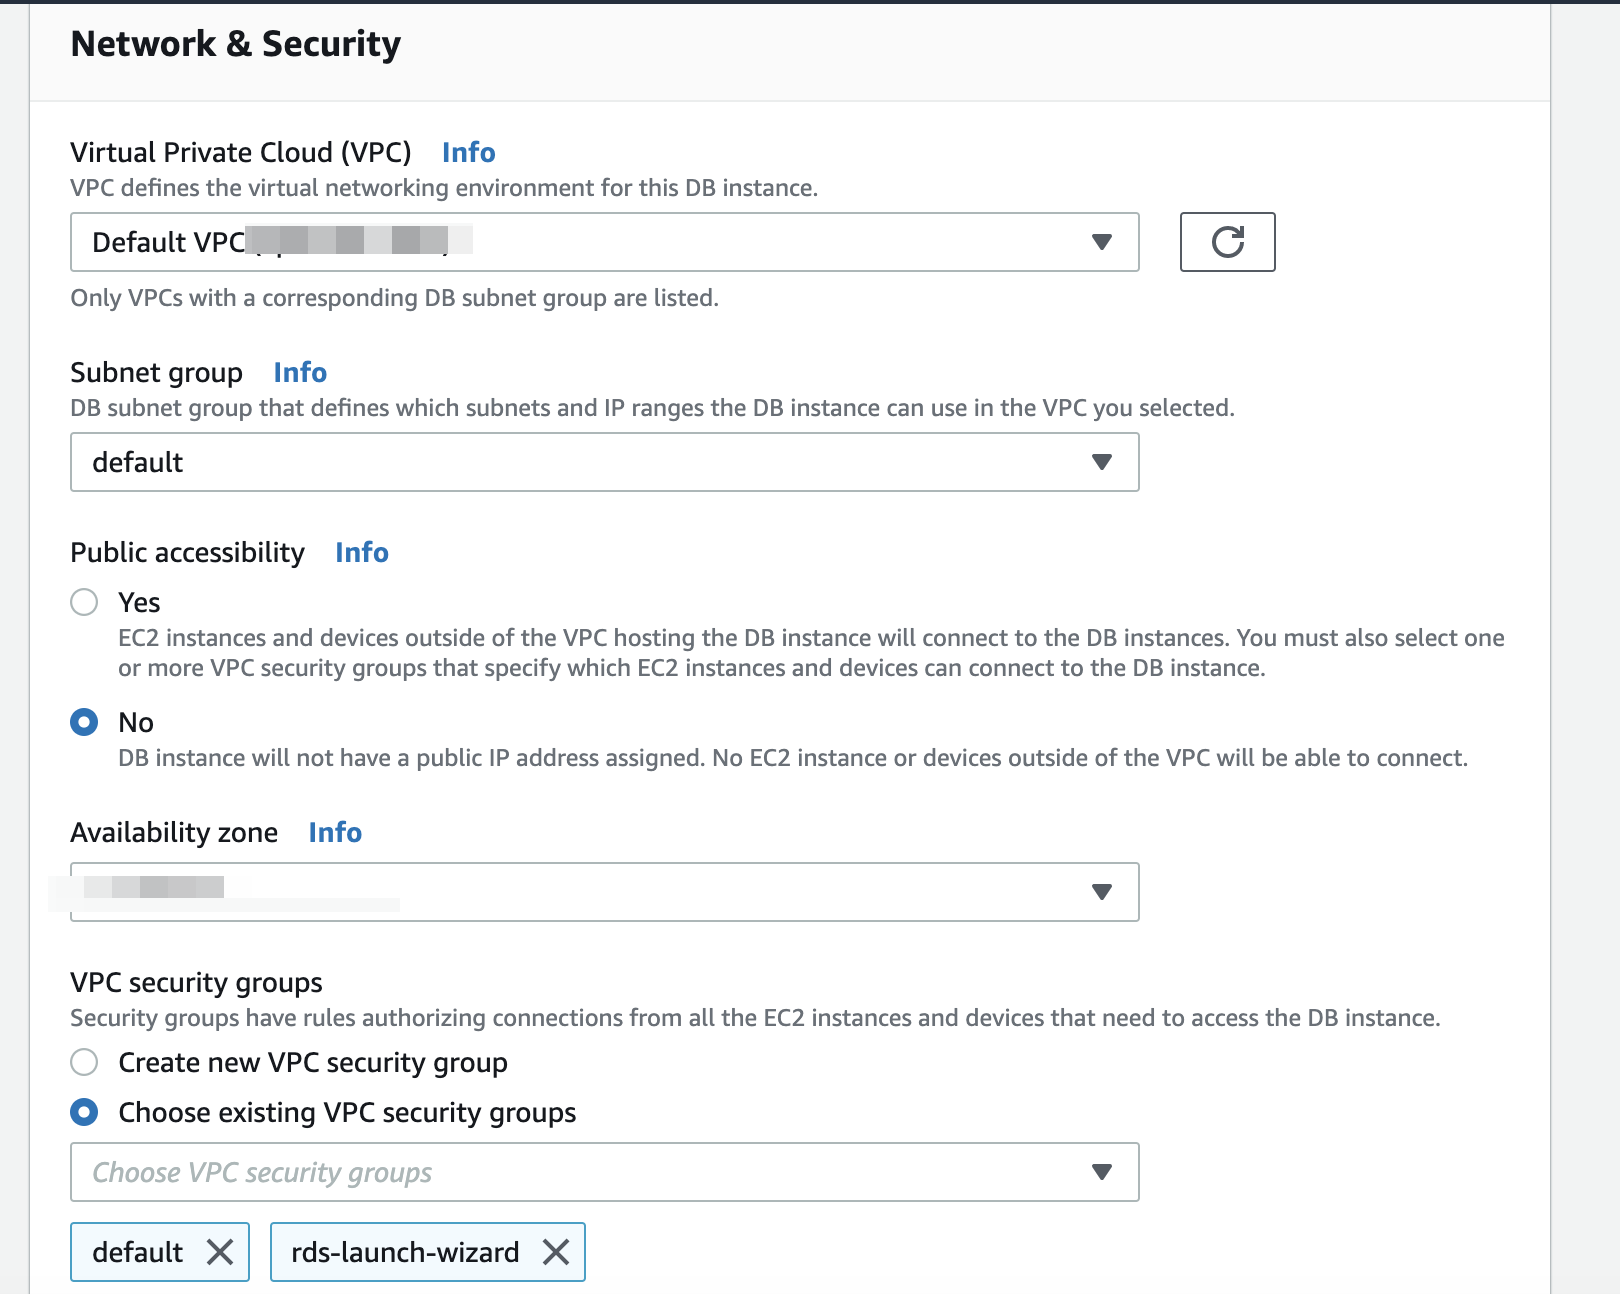 Network & Security
Virtual Private Cloud (VPC) Info
VPC defines the virtual networking environment for this DB instance.
Default VPC
Only VPCs with a corresponding DB subnet group are listed.
Subnet group Info
DB subnet group that defines which subnets and IP ranges the DB instance can use in the VPC you selected.
default
Public accessibility Info
Yes
EC2 instances and devices outside of the VPC hosting the DB instance will connect to the DB instances. You must also select one
or more VPC security groups that specify which EC2 instances and devices can connect to the DB instance.
No
DB instance will not have a public IP address assigned. No EC2 instance or devices outside of the VPC will be able to connect.
Availability zone Info
VPC security groups
Security groups have rules authorizing connections from all the EC2 instances and devices that need to access the DB instance.
Create new VPC security group
Choose existing VPC security groups
Choose VPC security groups
default
rds-launch-wizard